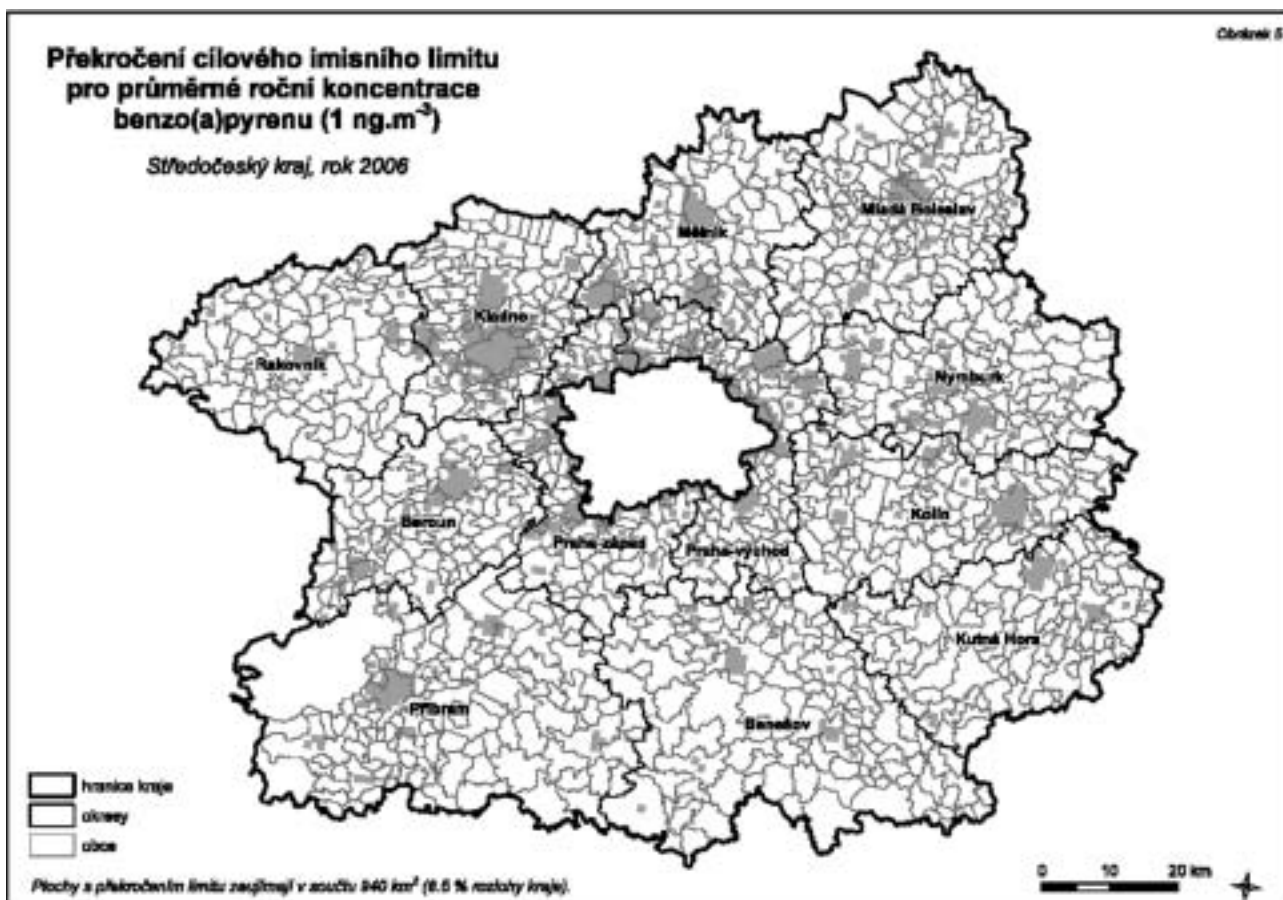 Obrázek 5
Překročení cílového imisního limitu
pro průměrné roční koncentrace
benzo(a)pyrenu (1 ng.m⁻³)
Středočeský kraj, rok 2006
Mladá Boleslav
Mělník
Kladno
Rakovník
Nymburk
Beroun
Kolín
Praha-západ
Praha-východ
Kutná Hora
Příbram
Benešov
hranice kraje
okresy
obce
0 10 20 km
Plochy s překročením limitu zaujímají v součtu 940 km² (8.5 % rozlohy kraje).